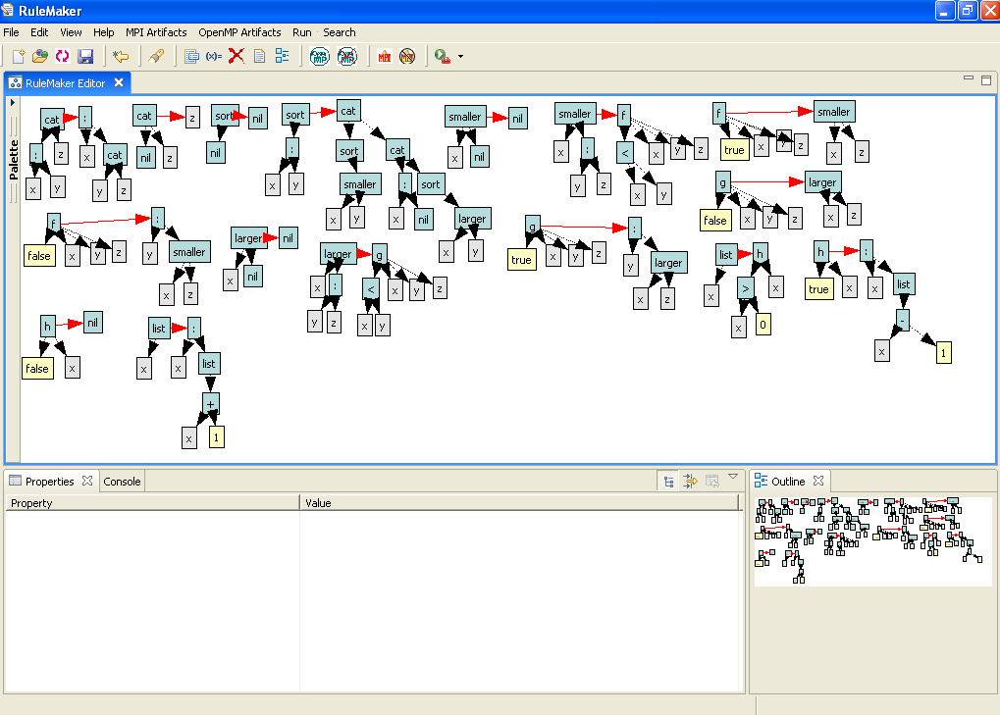 RuleMaker
File Edit View Help MPI Artifacts OpenMP Artifacts Run Search
(x)= MP MP MPI
RuleMaker Editor
Palette
cat : cat z sort nil sort cat smaller nil smaller f f smaller
: z x cat nil z nil : sort cat x nil x : < x y z true x y z x z
x y y z x z smaller : sort y z x y g larger
x y x nil larger false x y z x z
f : larger nil x y g :
false x y z y smaller x nil larger g true x y z y larger list h h :
x z x : < x y z x z x > x true x x list
y z x y x 0 -
h nil list : x 1
false x x x list
+
x 1
Properties Console
Outline
Property Value